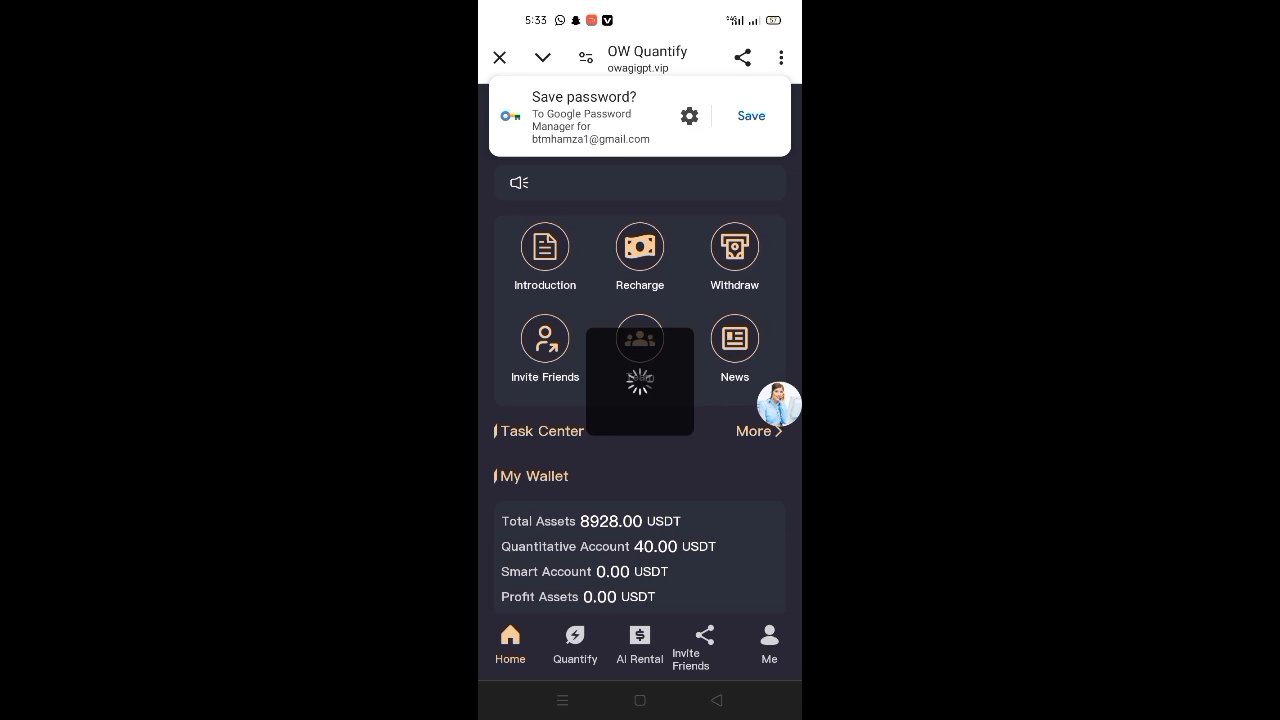 5:33
57
OW Quantify
owagigpt.vip
Save password?
To Google Password
Manager for
btmhamza1@gmail.com
Save
Introduction
Recharge
Withdraw
Invite Friends
News
Task Center
More
My Wallet
Total Assets 8928.00 USDT
Quantitative Account 40.00 USDT
Smart Account 0.00 USDT
Profit Assets 0.00 USDT
Home
Quantify
AI Rental
Invite
Friends
Me